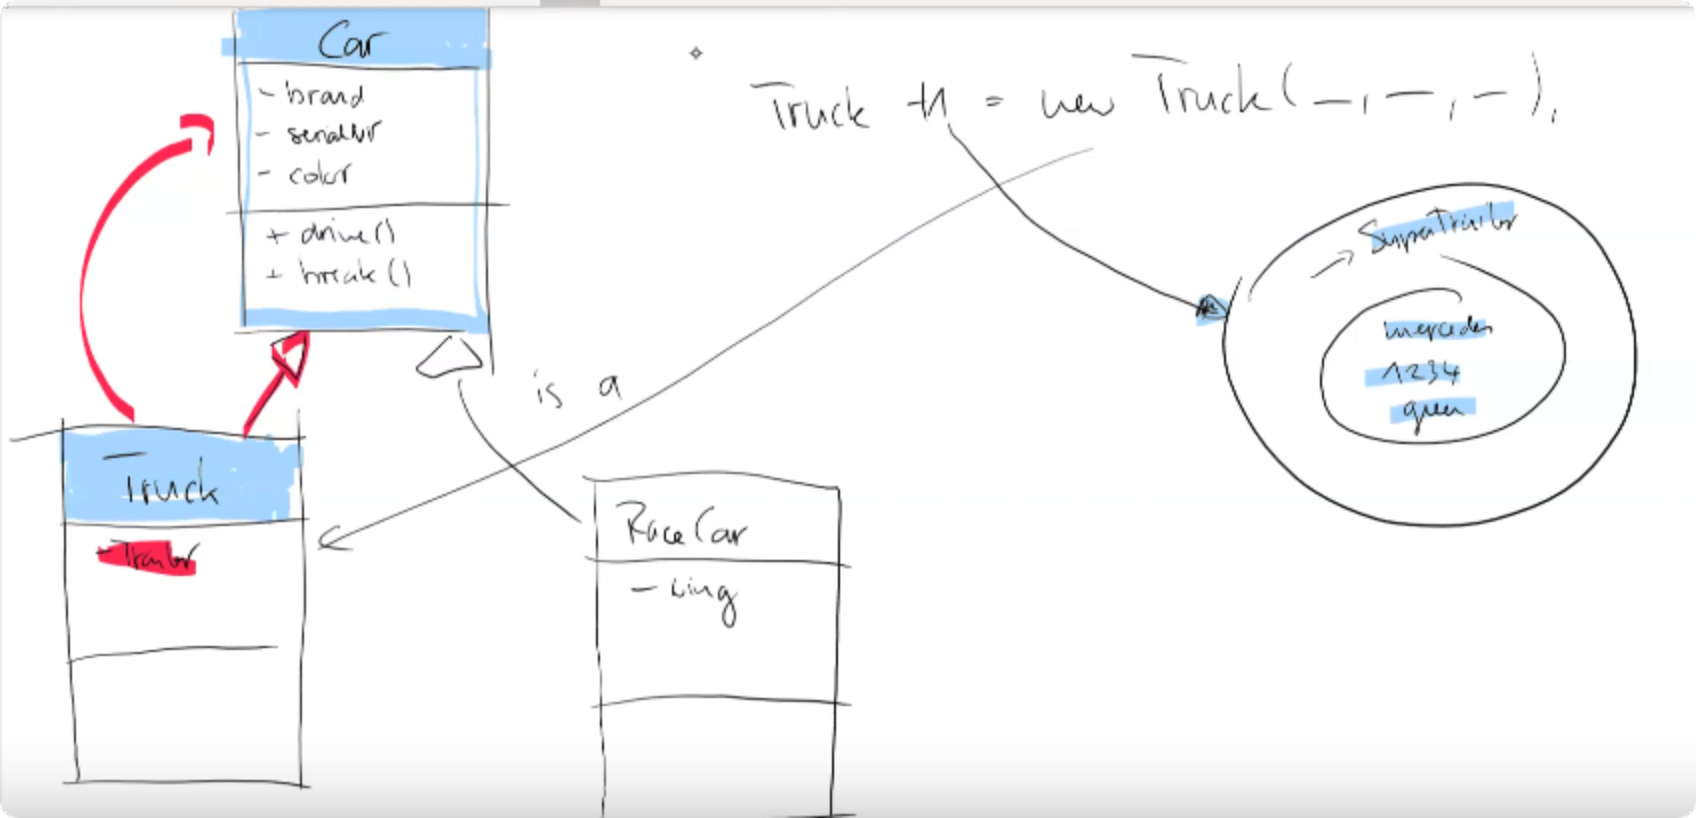 Car
- brand
- serialNr
- color
+ drive()
+ break()
Truck t1 = new Truck(_, _, _);
→ SuperTrailer
mercedes
1234
green
is a
Truck
- Trailer
RaceCar
- wing